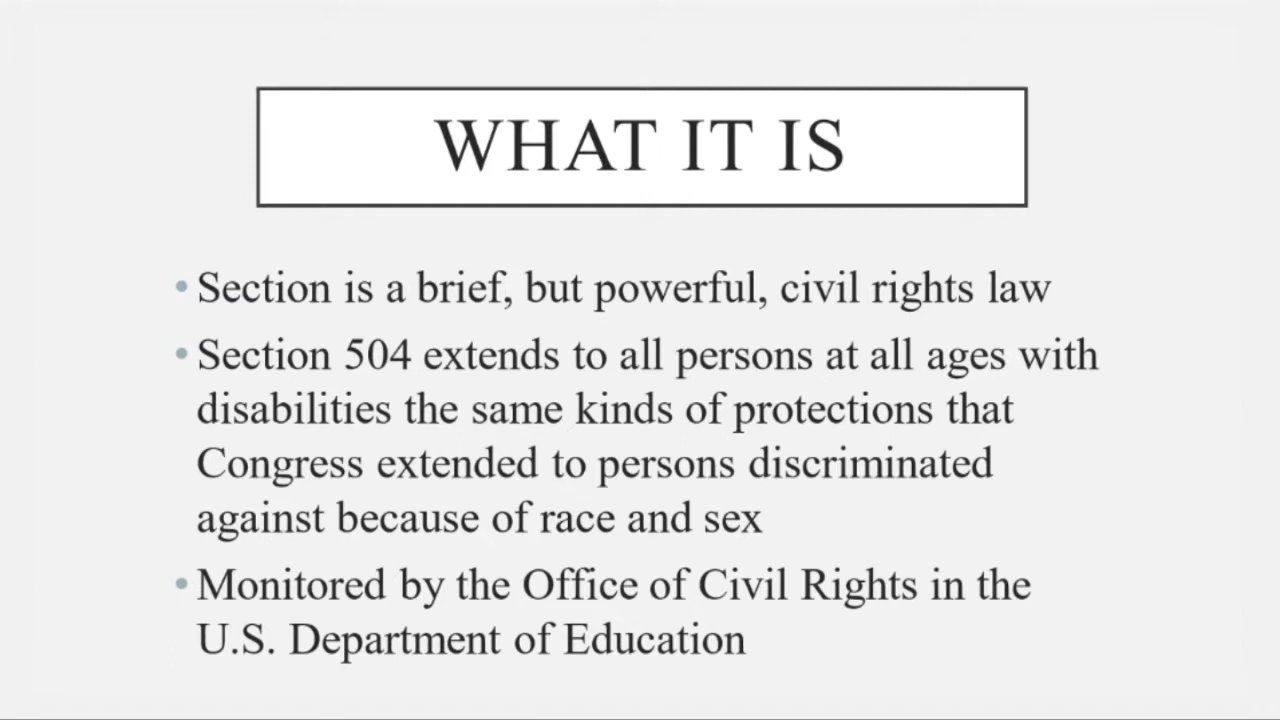 WHAT IT IS
• Section is a brief, but powerful, civil rights law
• Section 504 extends to all persons at all ages with
disabilities the same kinds of protections that
Congress extended to persons discriminated
against because of race and sex
• Monitored by the Office of Civil Rights in the
U.S. Department of Education